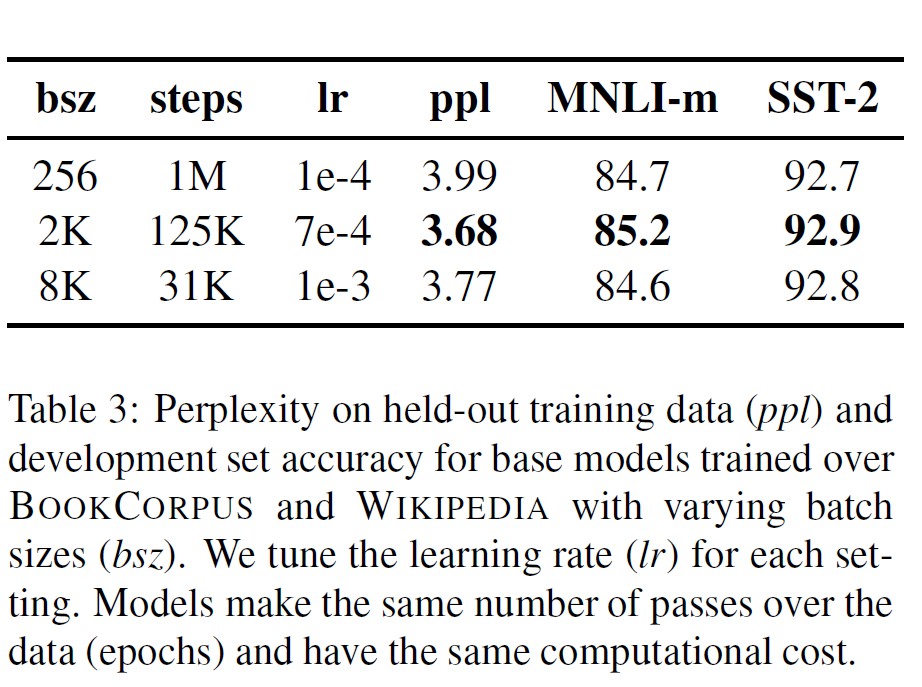 bsz steps lr ppl MNLI-m SST-2
256 1M 1e-4 3.99 84.7 92.7
2K 125K 7e-4 3.68 85.2 92.9
8K 31K 1e-3 3.77 84.6 92.8
Table 3: Perplexity on held-out training data (ppl) and
development set accuracy for base models trained over
BOOKCORPUS and WIKIPEDIA with varying batch
sizes (bsz). We tune the learning rate (lr) for each set-
ting. Models make the same number of passes over the
data (epochs) and have the same computational cost.